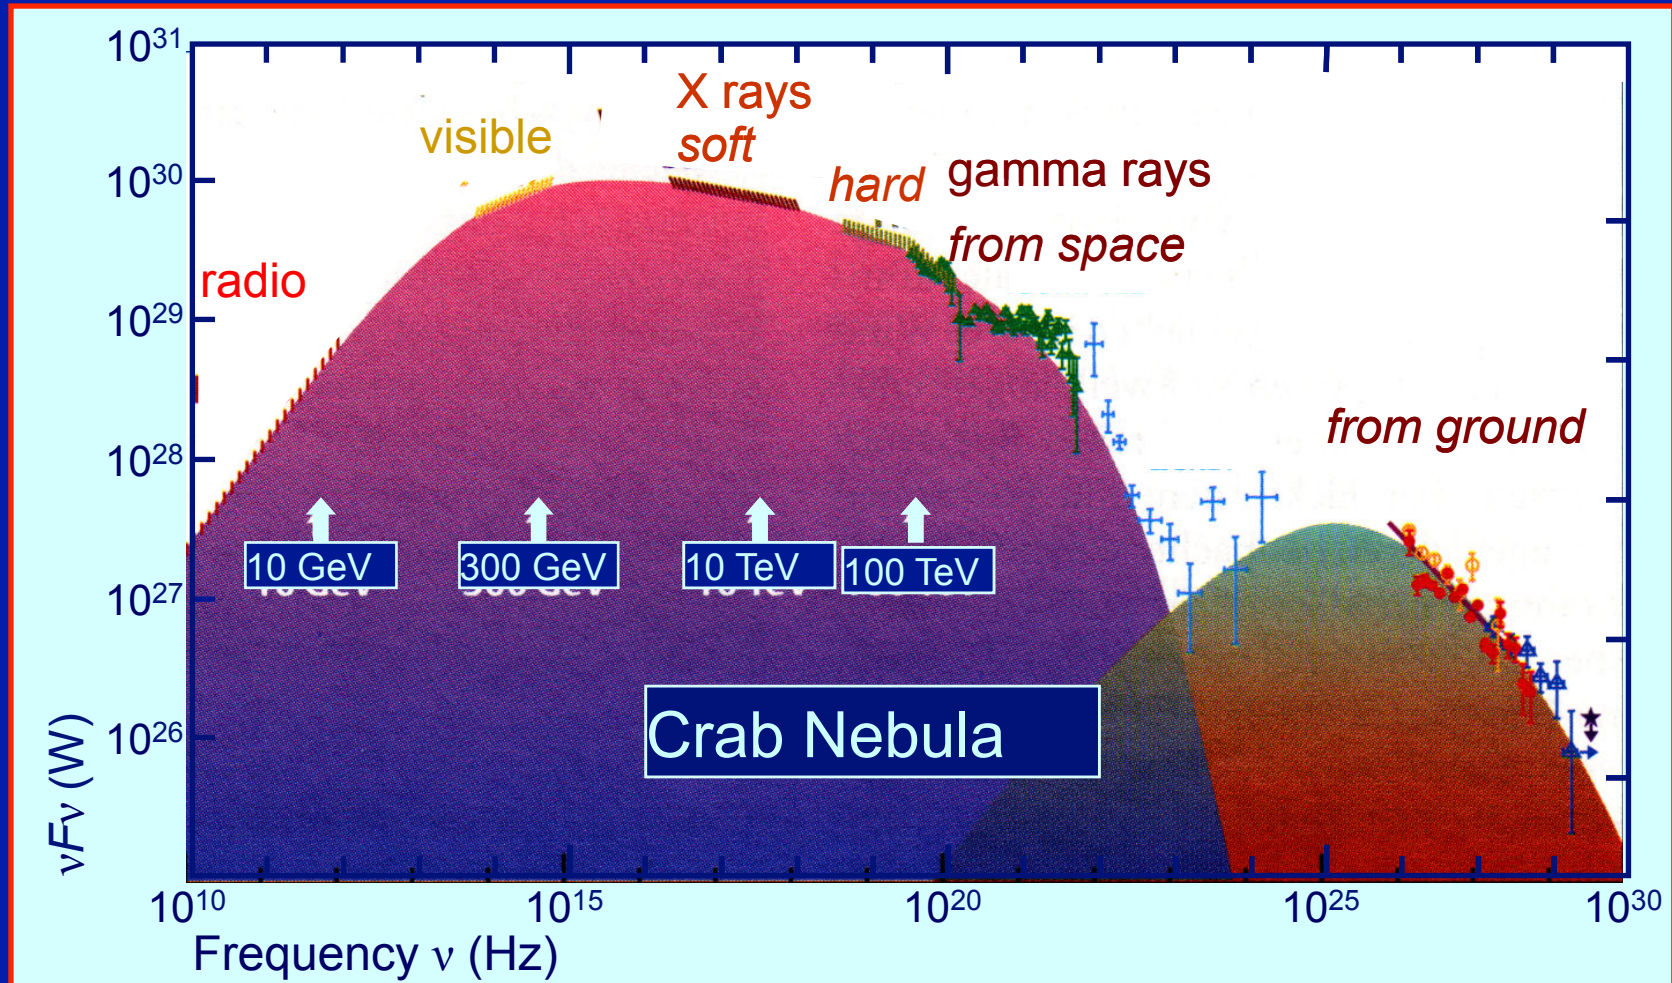 10³¹
X rays
visible
soft
10³⁰
hard
gamma rays
from space
radio
10²⁹
from ground
10²⁸
10 GeV
300 GeV
10 TeV
100 TeV
10²⁷
Crab Nebula
10²⁶
νFν (W)
10¹⁰
10¹⁵
10²⁰
10²⁵
10³⁰
Frequency ν (Hz)